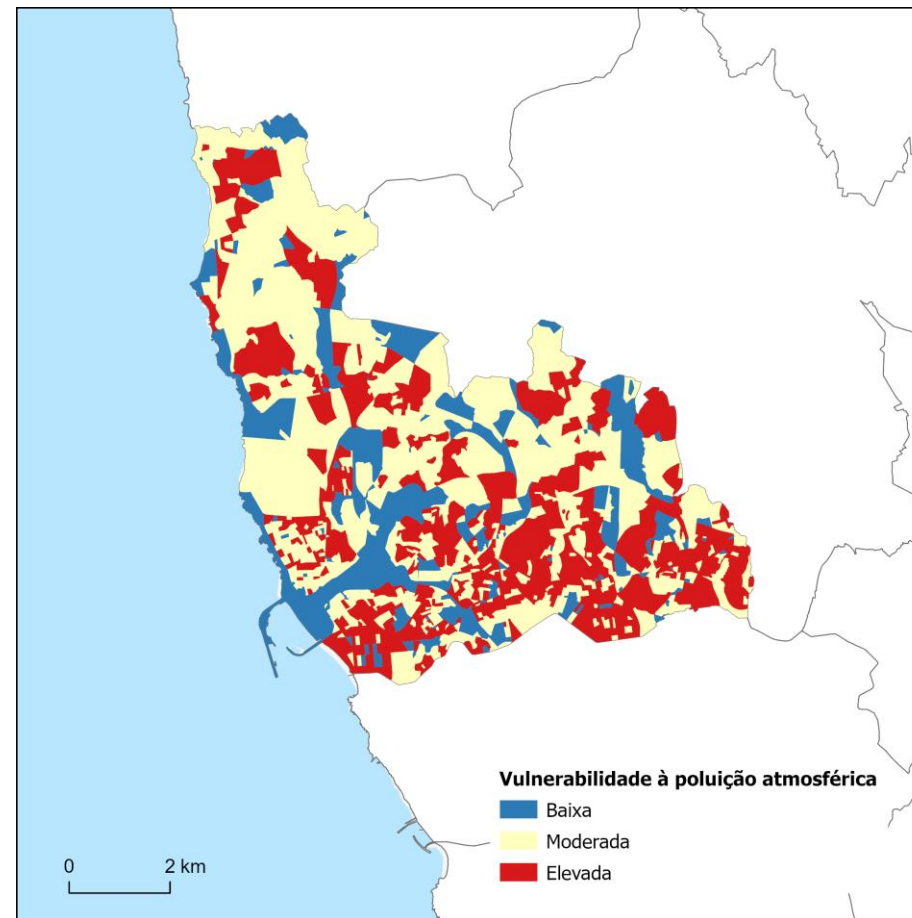 Vulnerabilidade à poluição atmosférica
Baixa
Moderada
Elevada
0 2 km